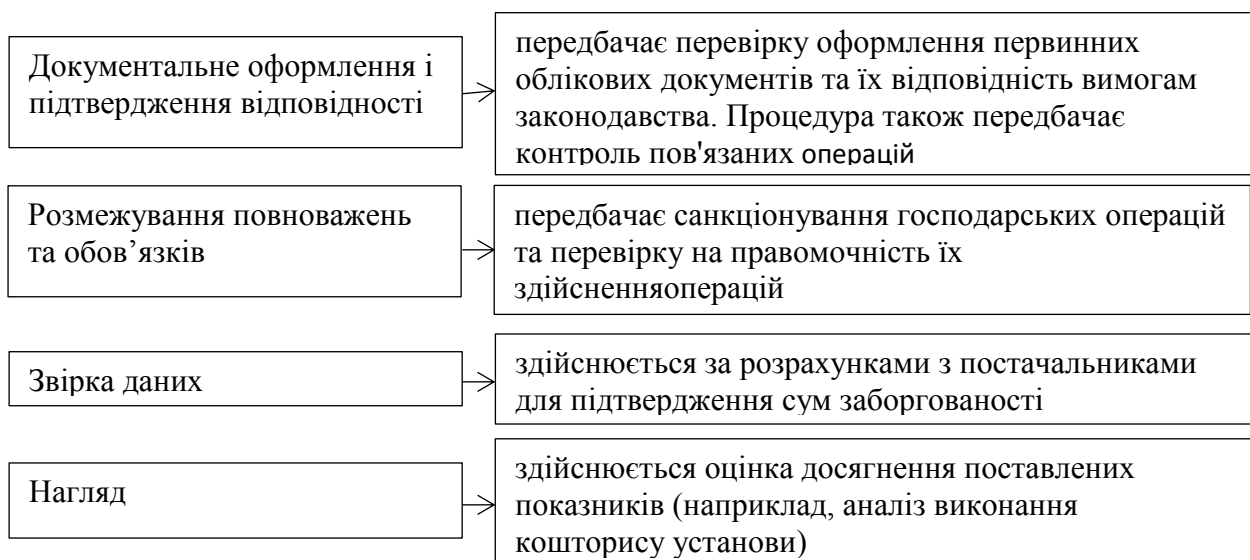 Документальне оформлення і
підтвердження відповідності
передбачає перевірку оформлення первинних
облікових документів та їх відповідність вимогам
законодавства. Процедура також передбачає
контроль пов'язаних операцій
Розмежування повноважень
та обов’язків
передбачає санкціонування господарських операцій
та перевірку на правомочність їх
здійсненняоперацій
Звірка даних
здійснюється за розрахунками з постачальниками
для підтвердження сум заборгованості
Нагляд
здійснюється оцінка досягнення поставлених
показників (наприклад, аналіз виконання
кошторису установи)